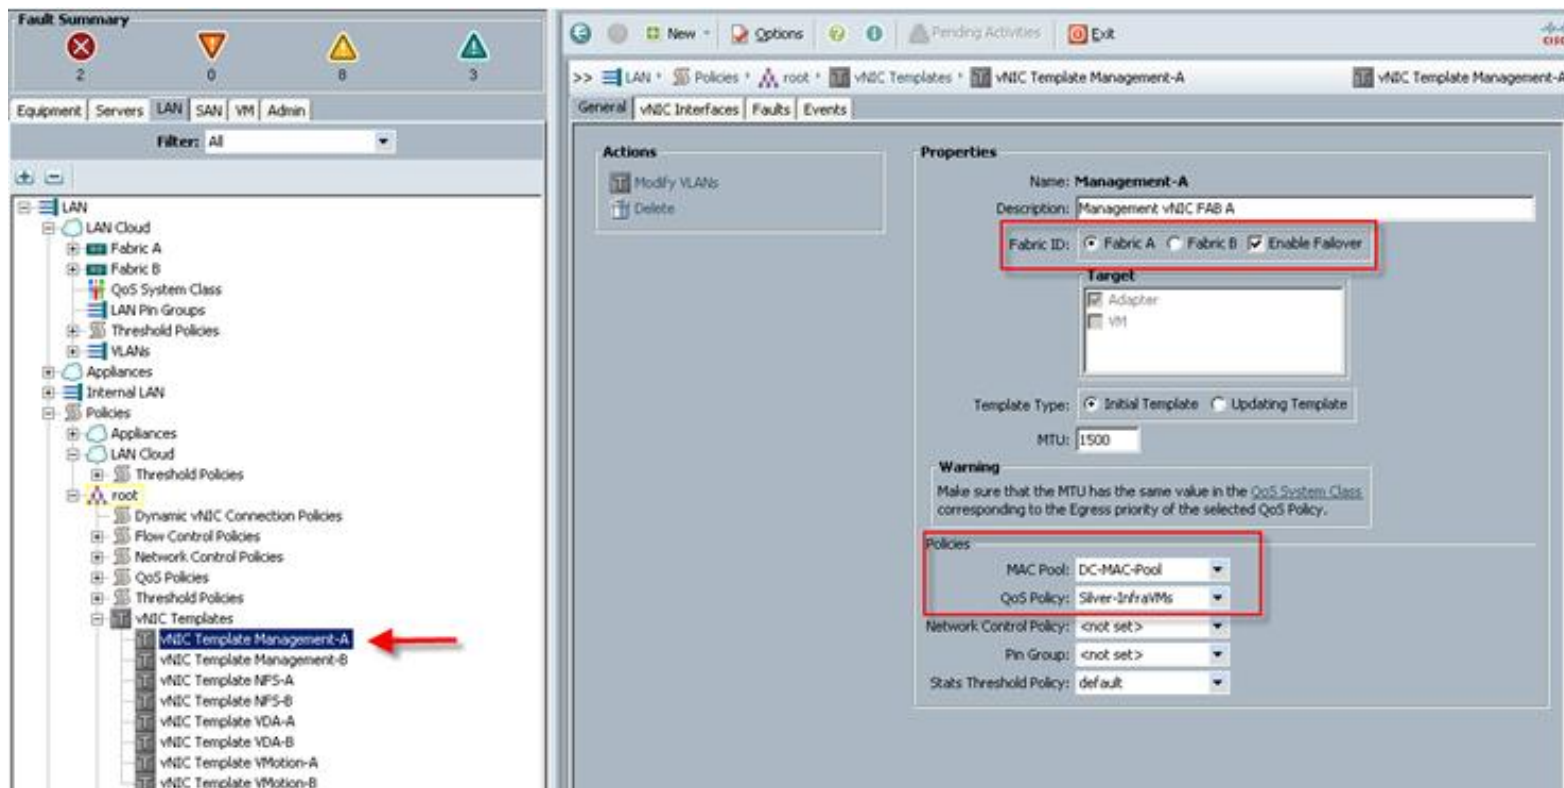 Fault Summary
2 0 8 3
Equipment Servers LAN SAN VM Admin
Filter: All
LAN
LAN Cloud
Fabric A
Fabric B
QoS System Class
LAN Pin Groups
Threshold Policies
VLANs
Appliances
Internal LAN
Policies
Appliances
LAN Cloud
Threshold Policies
root
Dynamic vNIC Connection Policies
Flow Control Policies
Network Control Policies
QoS Policies
Threshold Policies
vNIC Templates
vNIC Template Management-A
vNIC Template Management-B
vNIC Template NFS-A
vNIC Template NFS-B
vNIC Template VDA-A
vNIC Template VDA-B
vNIC Template VMotion-A
vNIC Template VMotion-B
New Options Pending Activities Exit
>> LAN Policies root vNIC Templates vNIC Template Management-A vNIC Template Management-A
General vNIC Interfaces Faults Events
Actions
Modify VLANs
Delete
Properties
Name: Management-A
Description: Management vNIC FAB A
Fabric ID: Fabric A Fabric B Enable Failover
Target
Adapter
VM
Template Type: Initial Template Updating Template
MTU: 1500
Warning
Make sure that the MTU has the same value in the QoS System Class
corresponding to the Egress priority of the selected QoS Policy.
Policies
MAC Pool: DC-MAC-Pool
QoS Policy: Silver-InfraVMs
Network Control Policy: <not set>
Pin Group: <not set>
Stats Threshold Policy: default